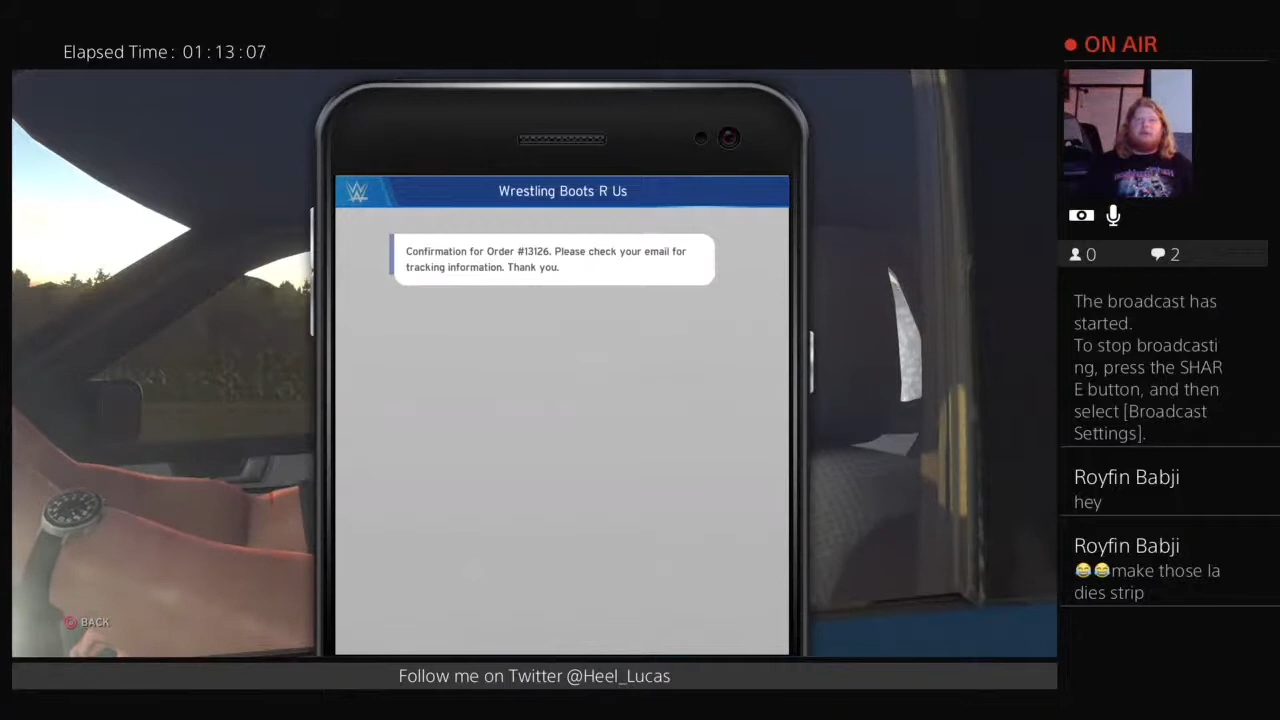 Elapsed Time: 01:13:07
ON AIR
Wrestling Boots R Us
Confirmation for Order #13126. Please check your email for
tracking information. Thank you.
0
2
The broadcast has
started.
To stop broadcasti
ng, press the SHAR
E button, and then
select [Broadcast
Settings].
Royfin Babji
hey
Royfin Babji
😂😂make those la
dies strip
BACK
Follow me on Twitter @Heel_Lucas